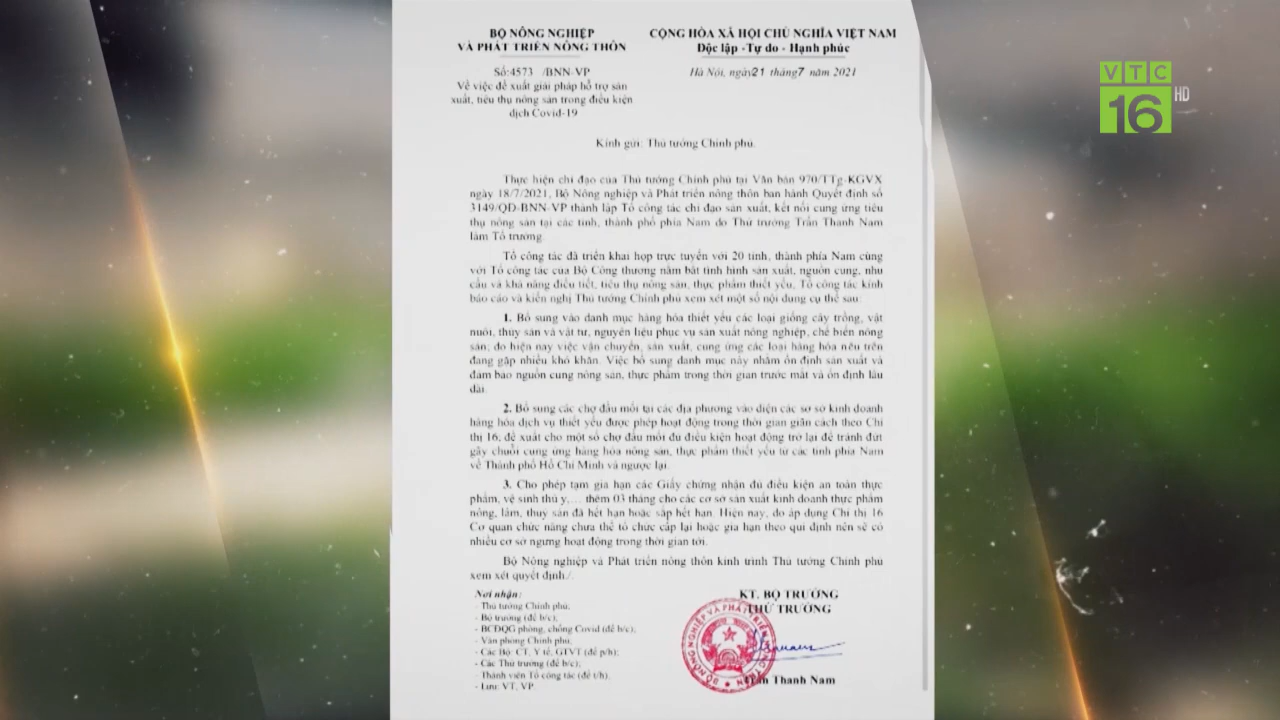 BỘ NÔNG NGHIỆP
VÀ PHÁT TRIỂN NÔNG THÔN
CỘNG HÒA XÃ HỘI CHỦ NGHĨA VIỆT NAM
Độc lập -Tự do - Hạnh phúc
Số:4573 /BNN-VP
Hà Nội, ngày21 tháng7 năm 2021
Về việc đề xuất giải pháp hỗ trợ sản
xuất, tiêu thụ nông sản trong điều kiện
dịch Covid-19
Kính gửi: Thủ tướng Chính phủ.
Thực hiện chỉ đạo của Thủ tướng Chính phủ tại Văn bản 970/TTg-KGVX
ngày 18/7/2021, Bộ Nông nghiệp và Phát triển nông thôn ban hành Quyết định số
3149/QĐ-BNN-VP thành lập Tổ công tác chỉ đạo sản xuất, kết nối cung ứng tiêu
thụ nông sản tại các tỉnh, thành phố phía Nam do Thứ trưởng Trần Thanh Nam
làm Tổ trưởng.
Tổ công tác đã triển khai họp trực tuyến với 20 tỉnh, thành phía Nam cùng
với Tổ công tác của Bộ Công thương nắm bắt tình hình sản xuất, nguồn cung, nhu
cầu và khả năng điều tiết, tiêu thụ nông sản, thực phẩm thiết yếu, Tổ công tác kính
báo cáo và kiến nghị Thủ tướng Chính phủ xem xét một số nội dung cụ thể sau:
1. Bổ sung vào danh mục hàng hóa thiết yếu các loại giống cây trồng, vật
nuôi, thủy sản và vật tư, nguyên liệu phục vụ sản xuất nông nghiệp, chế biến nông
sản; do hiện nay việc vận chuyển, sản xuất, cung ứng các loại hàng hóa nêu trên
đang gặp nhiều khó khăn. Việc bổ sung danh mục này nhằm ổn định sản xuất và
đảm bảo nguồn cung nông sản, thực phẩm trong thời gian trước mắt và ổn định lâu
dài.
2. Bổ sung các chợ đầu mối tại các địa phương vào diện các sơ sở kinh doanh
hàng hóa dịch vụ thiết yếu được phép hoạt động trong thời gian giãn cách theo Chỉ
thị 16; đề xuất cho một số chợ đầu mối đủ điều kiện hoạt động trở lại để tránh đứt
gãy chuỗi cung ứng hàng hóa nông sản, thực phẩm thiết yếu từ các tỉnh phía Nam
về Thành phố Hồ Chí Minh và ngược lại.
3. Cho phép tạm gia hạn các Giấy chứng nhận đủ điều kiện an toàn thực
phẩm, vệ sinh thú y,… thêm 03 tháng cho các cơ sở sản xuất kinh doanh thực phẩm
nông, lâm, thuỷ sản đã hết hạn hoặc sắp hết hạn. Hiện nay, do áp dụng Chỉ thị 16
Cơ quan chức năng chưa thể tổ chức cấp lại hoặc gia hạn theo qui định nên sẽ có
nhiều cơ sở ngưng hoạt động trong thời gian tới.
Bộ Nông nghiệp và Phát triển nông thôn kính trình Thủ tướng Chính phủ
xem xét quyết định./.
Nơi nhận:
- Thủ tướng Chính phủ;
- Bộ trưởng (để b/c);
- BCĐQG phòng, chống Covid (để b/c);
- Văn phòng Chính phủ;
- Các Bộ: CT, Y tế, GTVT (để p/h);
- Các Thứ trưởng (để b/c);
- Thành viên Tổ công tác (để t/h);
- Lưu: VT, VP.
KT. BỘ TRƯỞNG
THỨ TRƯỞNG
Trần Thanh Nam
VTC
16 HD